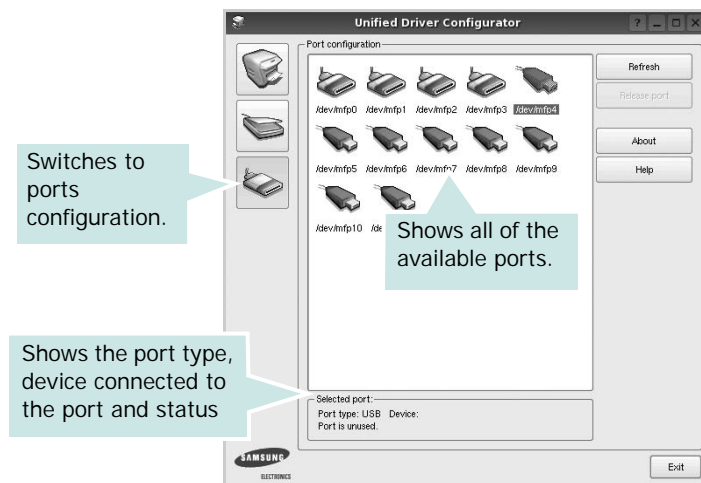 Unified Driver Configurator
Port configuration
/dev/mfp0 /dev/mfp1 /dev/mfp2 /dev/mfp3 /dev/mfp4
/dev/mfp5 /dev/mfp6 /dev/mfp7 /dev/mfp8 /dev/mfp9
/dev/mfp10
Refresh
Release port
About
Help
Switches to
ports
configuration.
Shows all of the
available ports.
Shows the port type,
device connected to
the port and status
Selected port:
Port type: USB Device:
Port is unused.
SAMSUNG
ELECTRONICS
Exit